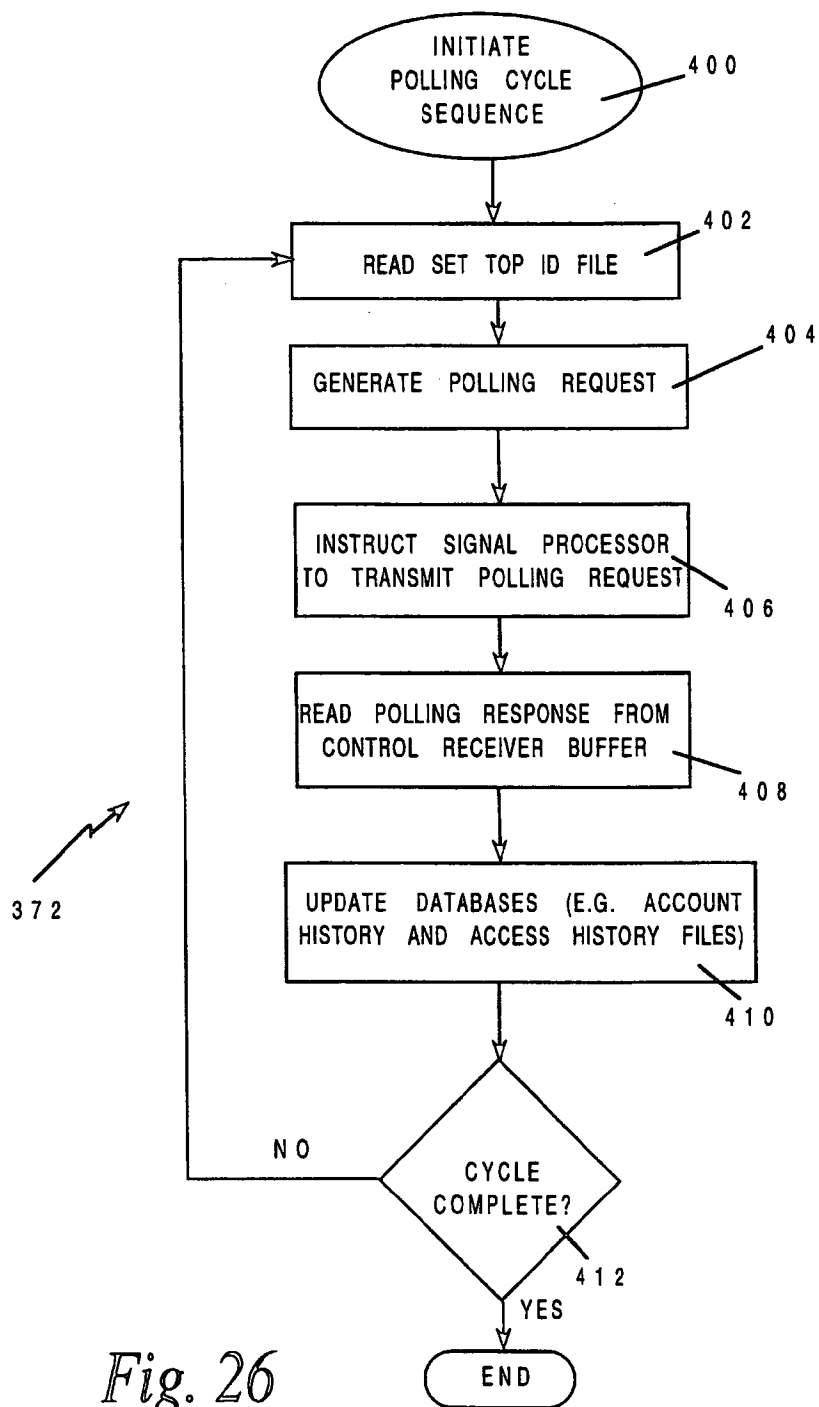 INITIATE
POLLING CYCLE
SEQUENCE
400
402
READ SET TOP ID FILE
404
GENERATE POLLING REQUEST
INSTRUCT SIGNAL PROCESSOR
TO TRANSMIT POLLING REQUEST
406
READ POLLING RESPONSE FROM
CONTROL RECEIVER BUFFER
408
372
UPDATE DATABASES (E.G. ACCOUNT
HISTORY AND ACCESS HISTORY FILES)
410
NO
CYCLE
COMPLETE?
412
YES
END
Fig. 26